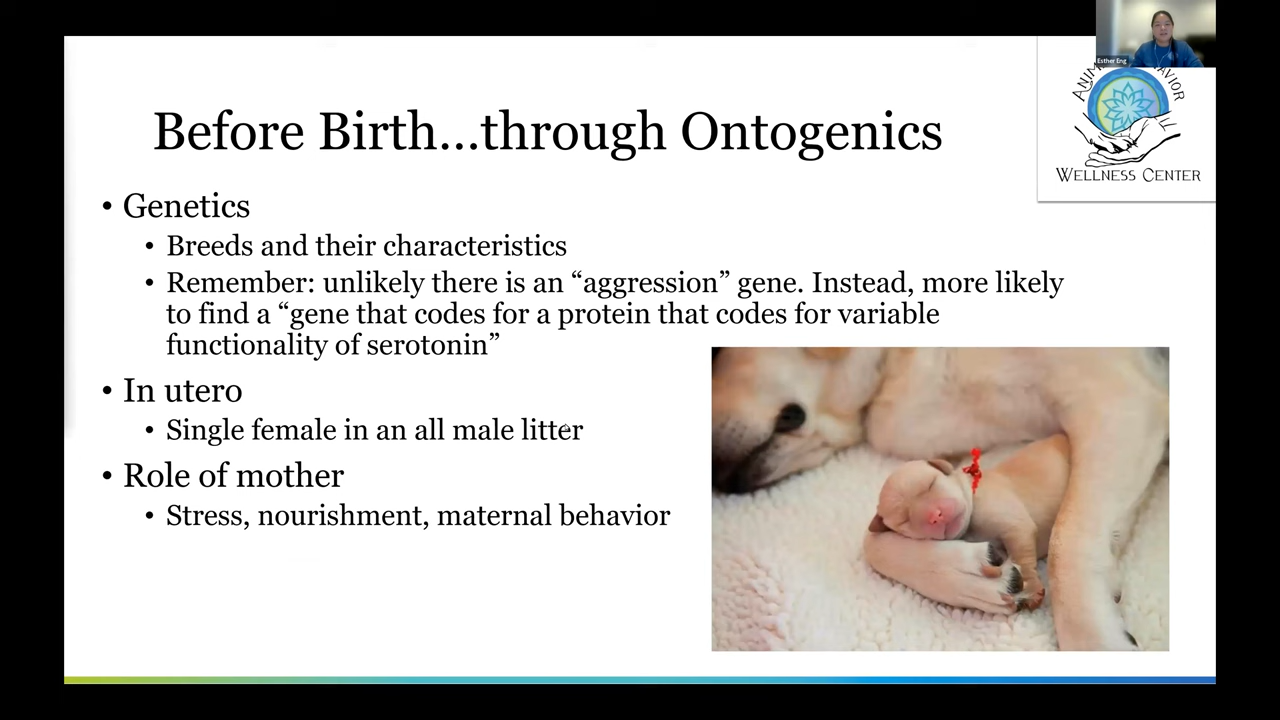 Esther Eng
WELLNESS CENTER
Before Birth...through Ontogenics
• Genetics
• Breeds and their characteristics
• Remember: unlikely there is an “aggression” gene. Instead, more likely
to find a “gene that codes for a protein that codes for variable
functionality of serotonin”
• In utero
• Single female in an all male litter
• Role of mother
• Stress, nourishment, maternal behavior